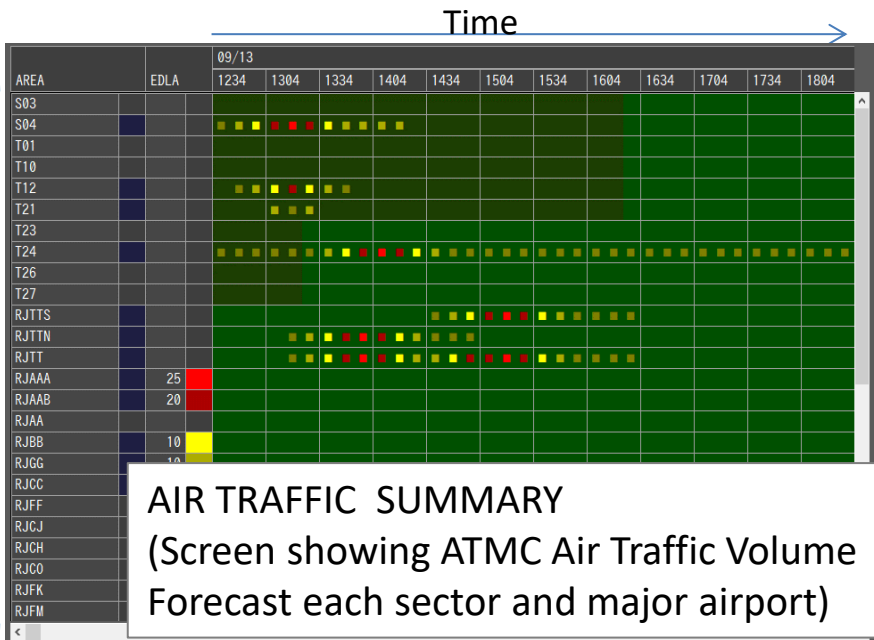 Time
09/13
AREA EDLA 1234 1304 1334 1404 1434 1504 1534 1604 1634 1704 1734 1804
S03
S04
T01
T10
T12
T21
T23
T24
T26
T27
RJTTS
RJTTN
RJTT
RJAAA 25
RJAAB 20
RJAA
RJBB 10
RJGG 10
RJCC
RJFF
RJCJ
RJCH
RJCO
RJFK
RJFM
AIR TRAFFIC SUMMARY
(Screen showing ATMC Air Traffic Volume
Forecast each sector and major airport)